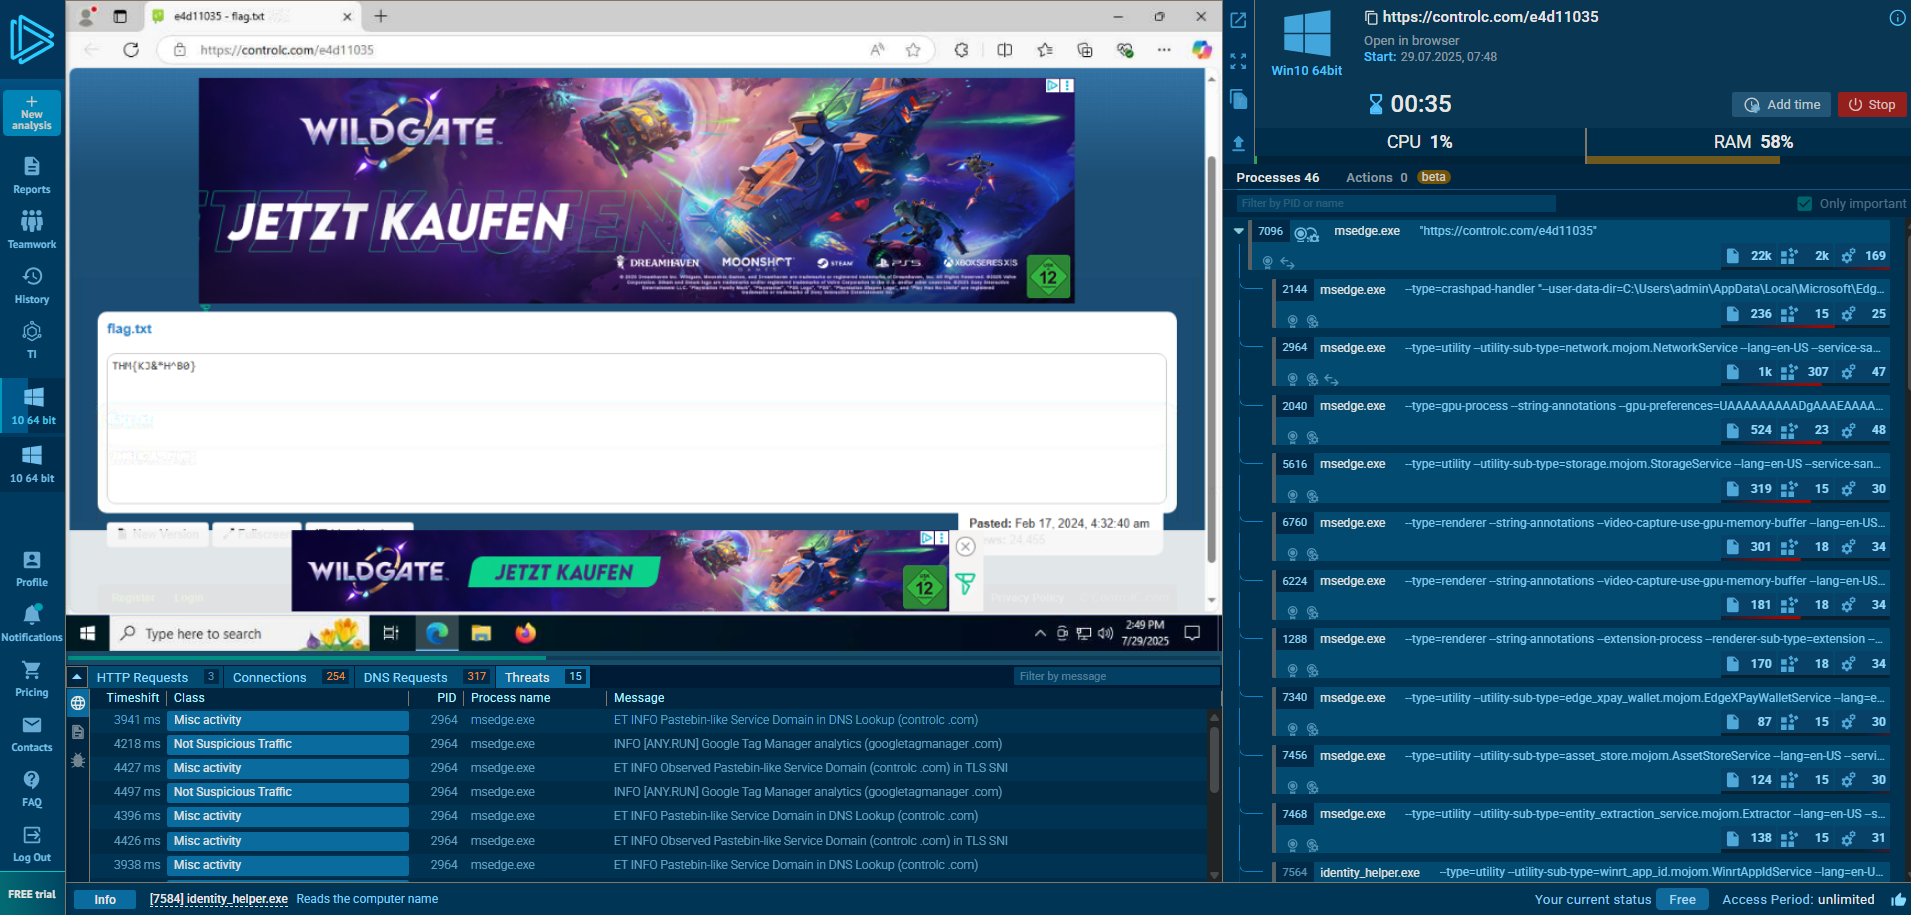 New
analysis
Reports
Teamwork
History
TI
10 64 bit
10 64 bit
Profile
Notifications
Pricing
Contacts
FAQ
Log Out
FREE trial
e4d11035 - flag.txt
https://controlc.com/e4d11035
WILDGATE
JETZT KAUFEN
DREAMHAVEN MOONSHOT GAMES STEAM PS5 XBOX SERIES X|S
12
flag.txt
THM{KJ&*H^B0}
New Version
Fullscreen
Pasted: Feb 17, 2024, 4:32:40 am
24,455
WILDGATE
JETZT KAUFEN
12
Register Login
Privacy Policy
Type here to search
2:49 PM
7/29/2025
HTTP Requests 3 Connections 254 DNS Requests 317 Threats 15 Filter by message
Timeshift Class PID Process name Message
3941 ms Misc activity 2964 msedge.exe ET INFO Pastebin-like Service Domain in DNS Lookup (controlc .com)
4218 ms Not Suspicious Traffic 2964 msedge.exe INFO [ANY.RUN] Google Tag Manager analytics (googletagmanager .com)
4427 ms Misc activity 2964 msedge.exe ET INFO Observed Pastebin-like Service Domain (controlc .com) in TLS SNI
4497 ms Not Suspicious Traffic 2964 msedge.exe INFO [ANY.RUN] Google Tag Manager analytics (googletagmanager .com)
4396 ms Misc activity 2964 msedge.exe ET INFO Pastebin-like Service Domain in DNS Lookup (controlc .com)
4426 ms Misc activity 2964 msedge.exe ET INFO Observed Pastebin-like Service Domain (controlc .com) in TLS SNI
3938 ms Misc activity 2964 msedge.exe ET INFO Pastebin-like Service Domain in DNS Lookup (controlc .com)
Info [7584] identity_helper.exe Reads the computer name
Win10 64bit
https://controlc.com/e4d11035
Open in browser
Start: 29.07.2025, 07:48
00:35
Add time
Stop
CPU 1%
RAM 58%
Processes 46 Actions 0 beta
Filter by PID or name
Only important
7096 msedge.exe "https://controlc.com/e4d11035"
22k 2k 169
2144 msedge.exe --type=crashpad-handler "--user-data-dir=C:\Users\admin\AppData\Local\Microsoft\Edg...
236 15 25
2964 msedge.exe --type=utility --utility-sub-type=network.mojom.NetworkService --lang=en-US --service-sa...
1k 307 47
2040 msedge.exe --type=gpu-process --string-annotations --gpu-preferences=UAAAAAAAAADgAAAEAAAA...
524 23 48
5616 msedge.exe --type=utility --utility-sub-type=storage.mojom.StorageService --lang=en-US --service-san...
319 15 30
6760 msedge.exe --type=renderer --string-annotations --video-capture-use-gpu-memory-buffer --lang=en-US...
301 18 34
6224 msedge.exe --type=renderer --string-annotations --video-capture-use-gpu-memory-buffer --lang=en-US...
181 18 34
1288 msedge.exe --type=renderer --string-annotations --extension-process --renderer-sub-type=extension --...
170 18 34
7340 msedge.exe --type=utility --utility-sub-type=edge_xpay_wallet.mojom.EdgeXPayWalletService --lang=e...
87 15 30
7456 msedge.exe --type=utility --utility-sub-type=asset_store.mojom.AssetStoreService --lang=en-US --servi...
124 15 30
7468 msedge.exe --type=utility --utility-sub-type=entity_extraction_service.mojom.Extractor --lang=en-US --s...
138 15 31
7564 identity_helper.exe --type=utility --utility-sub-type=winrt_app_id.mojom.WinrtAppIdService --lang=en-U...
Your current status Free Access Period: unlimited